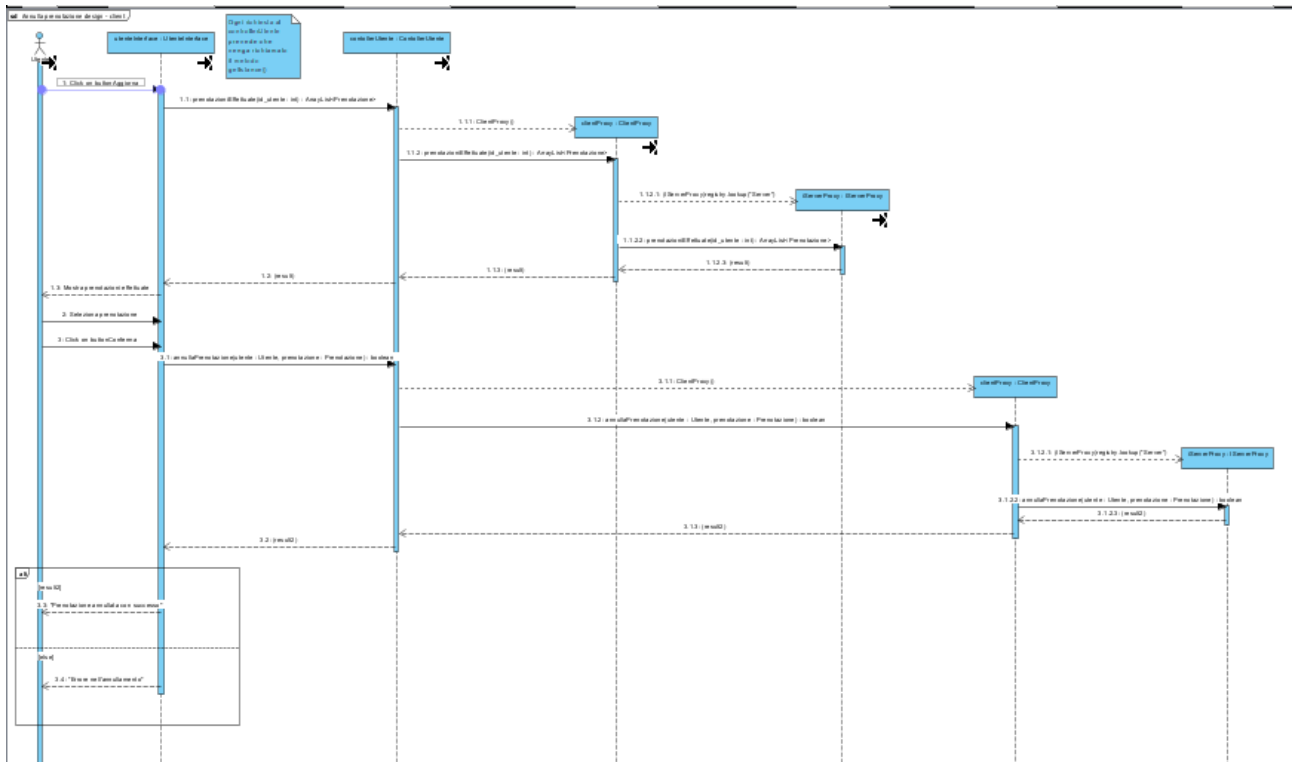 sd Annulla prenotazione design - client
Ogni richiesta al
controllerUtente
prevede che
venga richiamato
il metodo
getIstance().
Utente
utenteInterface : UtenteInterface
controllerUtente : ControllerUtente
1: Click on buttonAggiorna
1.1: prenotazioniEffettuate(id_utente : int) : ArrayList<Prenotazione>
1.1.1: ClientProxy()
clientProxy : ClientProxy
1.1.2: prenotazioniEffettuate(id_utente : int) : ArrayList<Prenotazione>
1.1.2.1: (IServerProxy)registry.lookup("Server")
iServerProxy : IServerProxy
1.1.2.2: prenotazioniEffettuate(id_utente : int) : ArrayList<Prenotazione>
1.1.2.3: (result)
1.1.3: (result)
1.2: (result)
1.3: Mostra prenotazioni effettuate
2: Seleziona prenotazione
3: Click on buttonConferma
3.1: annullaPrenotazione(utente : Utente, prenotazione : Prenotazione) : boolean
3.1.1: ClientProxy()
clientProxy : ClientProxy
3.1.2: annullaPrenotazione(utente : Utente, prenotazione : Prenotazione) : boolean
3.1.2.1: (IServerProxy)registry.lookup("Server")
iServerProxy : IServerProxy
3.1.2.2: annullaPrenotazione(utente : Utente, prenotazione : Prenotazione) : boolean
3.1.2.3: (result2)
3.1.3: (result2)
3.2: (result2)
alt
[result2]
3.3: "Prenotazione annullata con successo"
[else]
3.4: "Errore nell'annullamento"